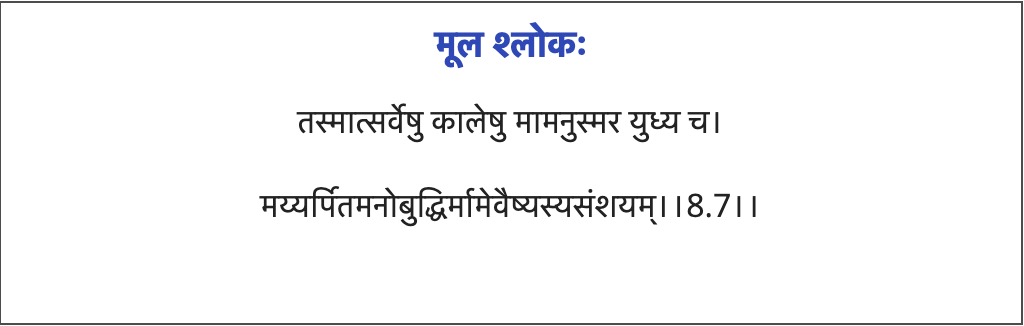 मूल श्लोकः
तस्मात्सर्वेषु कालेषु मामनुस्मर युध्य च।
मय्यर्पितमनोबुद्धिर्मामेवैष्यस्यसंशयम्।।8.7।।